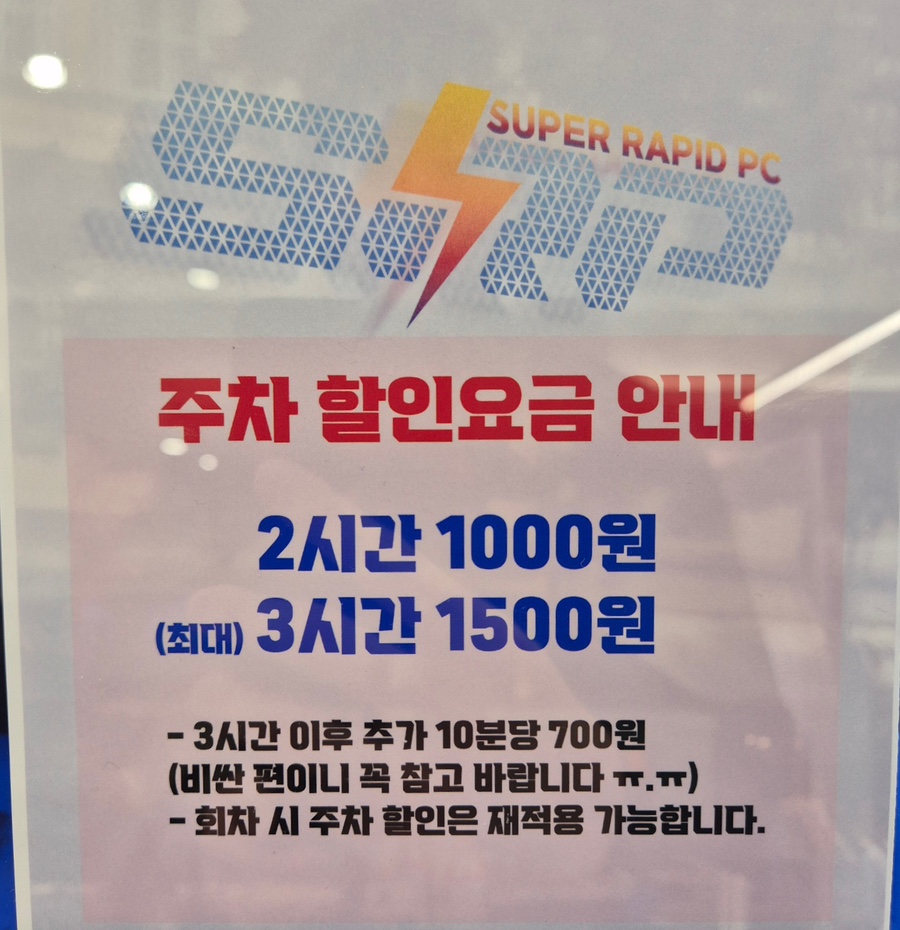 SRP
SUPER RAPID PC
주차 할인요금 안내
2시간 1000원
(최대) 3시간 1500원
- 3시간 이후 추가 10분당 700원
(비싼 편이니 꼭 참고 바랍니다 ㅠ.ㅠ)
- 회차 시 주차 할인은 재적용 가능합니다.